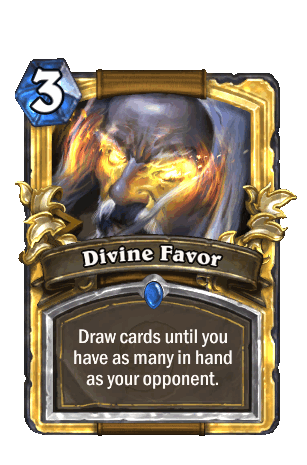 3
Divine Favor
Draw cards until you
have as many in hand
as your opponent.